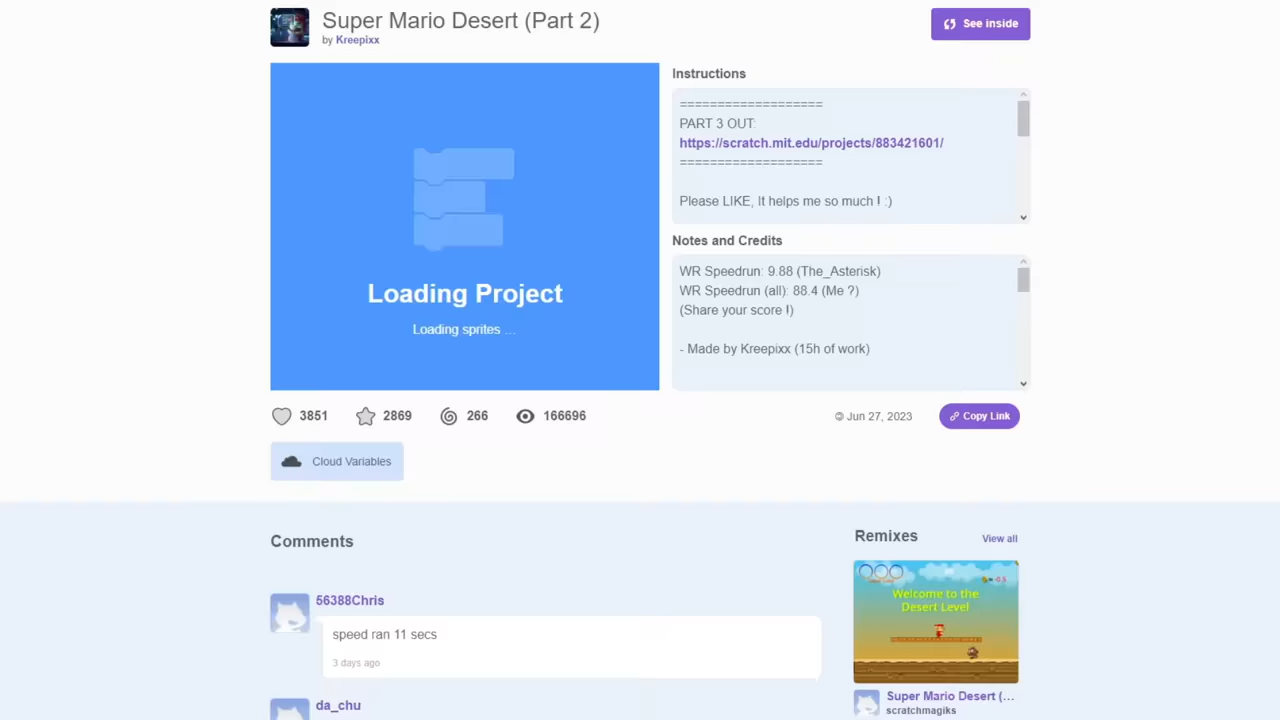 Super Mario Desert (Part 2)
by Kreepixx
See inside
Loading Project
Loading sprites ...
Instructions
===================
PART 3 OUT:
https://scratch.mit.edu/projects/883421601/
===================
Please LIKE, It helps me so much ! :)
Notes and Credits
WR Speedrun: 9.88 (The_Asterisk)
WR Speedrun (all): 88.4 (Me ?)
(Share your score !)
- Made by Kreepixx (15h of work)
3851
2869
266
166696
© Jun 27, 2023
Copy Link
Cloud Variables
Comments
56388Chris
speed ran 11 secs
3 days ago
da_chu
Remixes
View all
Welcome to the
Desert Level
Super Mario Desert (...
scratchmagiks